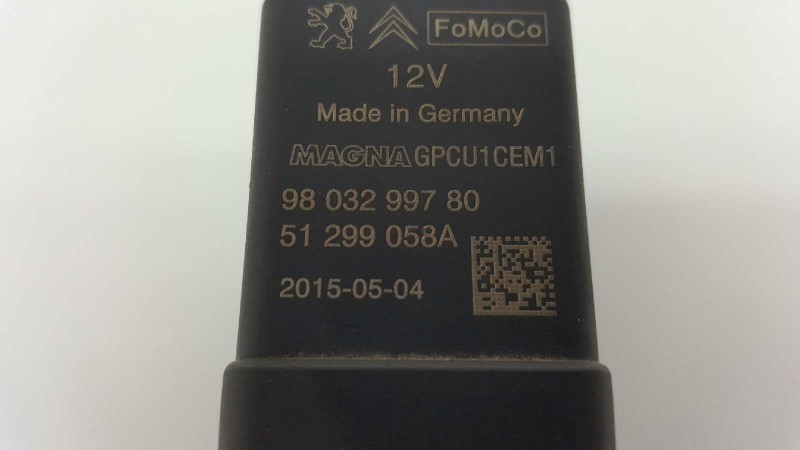 FoMoCo
12V
Made in Germany
MAGNA GPCU1CEM1
98 032 997 80
51 299 058A
2015-05-04